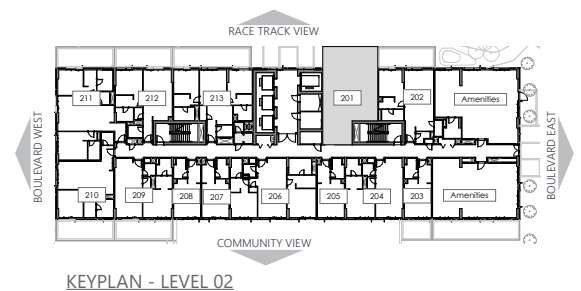 RACE TRACK VIEW
211
212
213
201
202
Amenities
BOULEVARD WEST
BOULEVARD EAST
210
209
208
207
206
205
204
203
Amenities
COMMUNITY VIEW
KEYPLAN - LEVEL 02